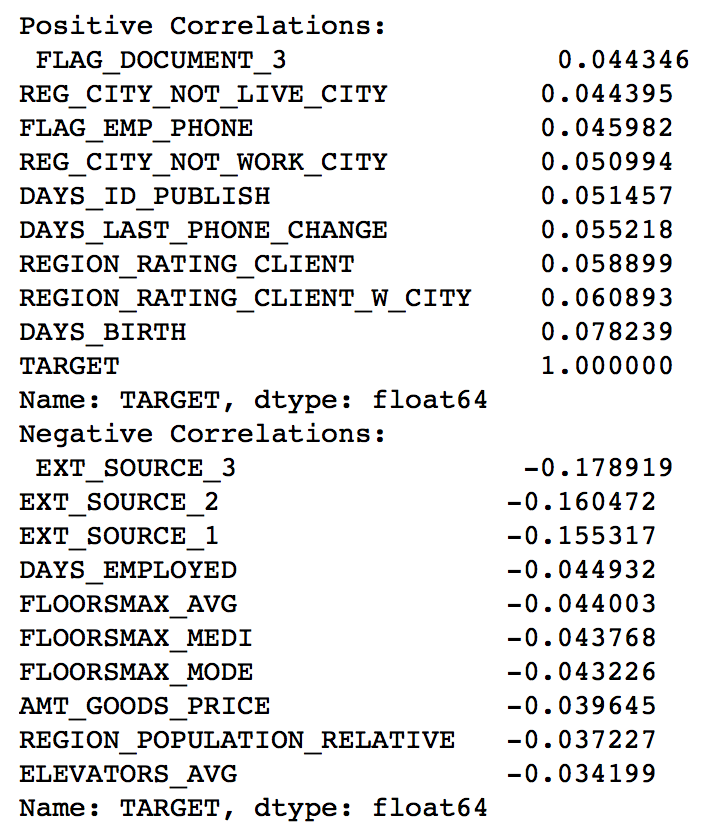 Positive Correlations:
 FLAG_DOCUMENT_3                0.044346
REG_CITY_NOT_LIVE_CITY         0.044395
FLAG_EMP_PHONE                 0.045982
REG_CITY_NOT_WORK_CITY         0.050994
DAYS_ID_PUBLISH                0.051457
DAYS_LAST_PHONE_CHANGE         0.055218
REGION_RATING_CLIENT           0.058899
REGION_RATING_CLIENT_W_CITY    0.060893
DAYS_BIRTH                     0.078239
TARGET                         1.000000
Name: TARGET, dtype: float64
Negative Correlations:
 EXT_SOURCE_3                 -0.178919
EXT_SOURCE_2                 -0.160472
EXT_SOURCE_1                 -0.155317
DAYS_EMPLOYED                -0.044932
FLOORSMAX_AVG                -0.044003
FLOORSMAX_MEDI               -0.043768
FLOORSMAX_MODE               -0.043226
AMT_GOODS_PRICE              -0.039645
REGION_POPULATION_RELATIVE   -0.037227
ELEVATORS_AVG                -0.034199
Name: TARGET, dtype: float64